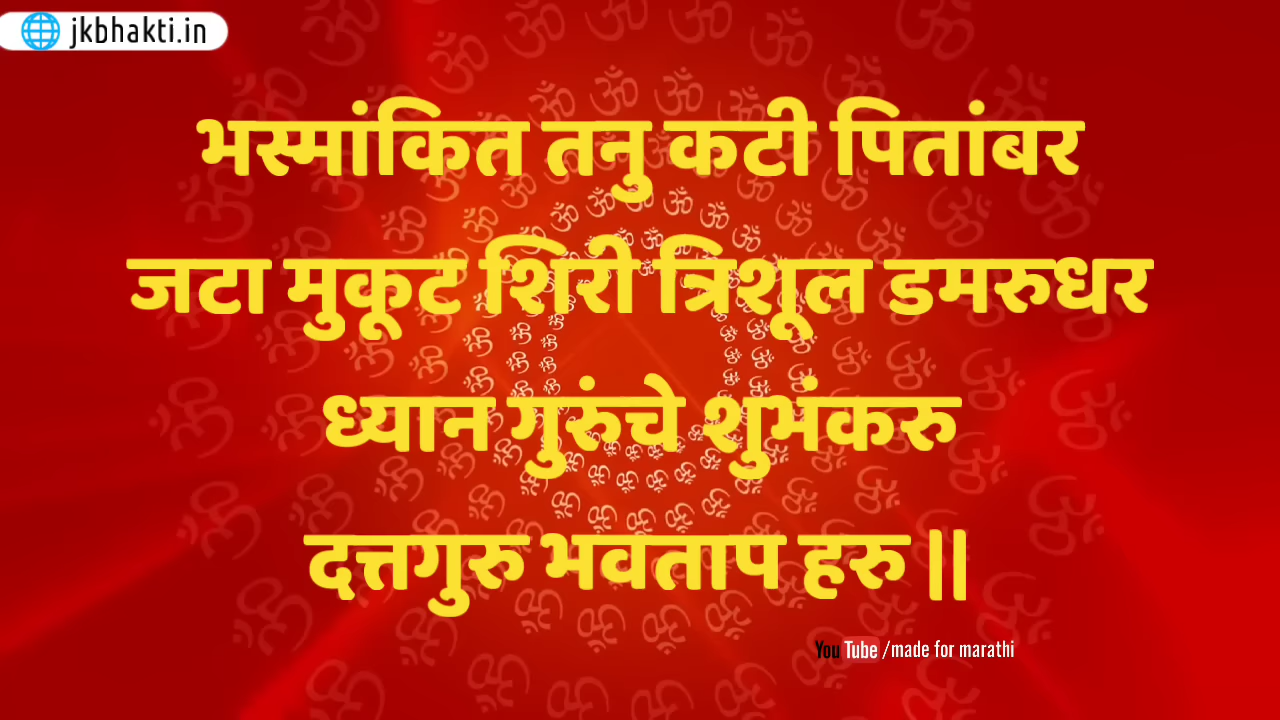 jkbhakti.in
भस्मांकित तनु कटी पितांबर
जटा मुकूट शिरी त्रिशूल डमरुधर
ध्यान गुरुंचे शुभंकरु
दत्तगुरु भवताप हरु ||
YouTube /made for marathi